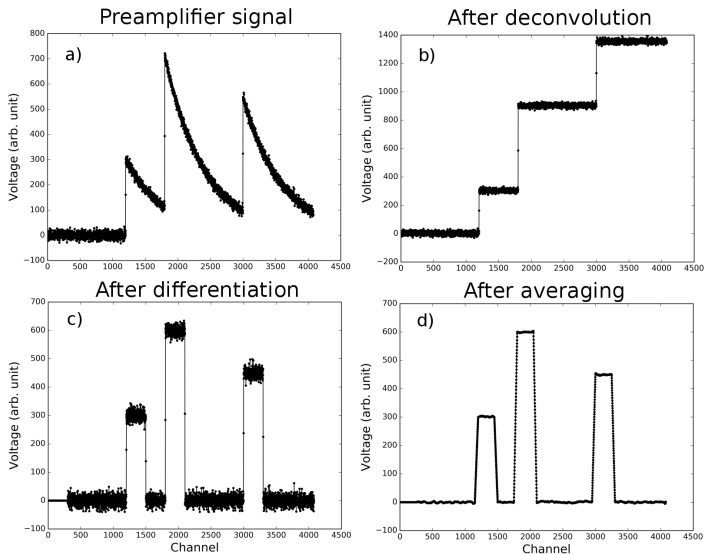 Preamplifier signal
After deconvolution
800
700
600
500
400
300
200
100
0
−100
Voltage (arb. unit)
a)
0 500 1000 1500 2000 2500 3000 3500 4000 4500
1400
1200
1000
800
600
400
200
0
−200
Voltage (arb. unit)
b)
0 500 1000 1500 2000 2500 3000 3500 4000 4500
After differentiation
After averaging
700
600
500
400
300
200
100
0
−100
Voltage (arb. unit)
c)
0 500 1000 1500 2000 2500 3000 3500 4000 4500
Channel
700
600
500
400
300
200
100
0
−100
Voltage (arb. unit)
d)
0 500 1000 1500 2000 2500 3000 3500 4000 4500
Channel